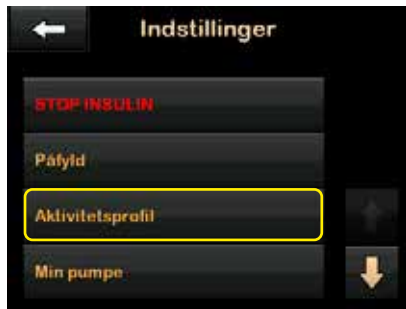 Indstillinger
STOP INSULIN
Påfyld
Aktivitetsprofil
Min pumpe